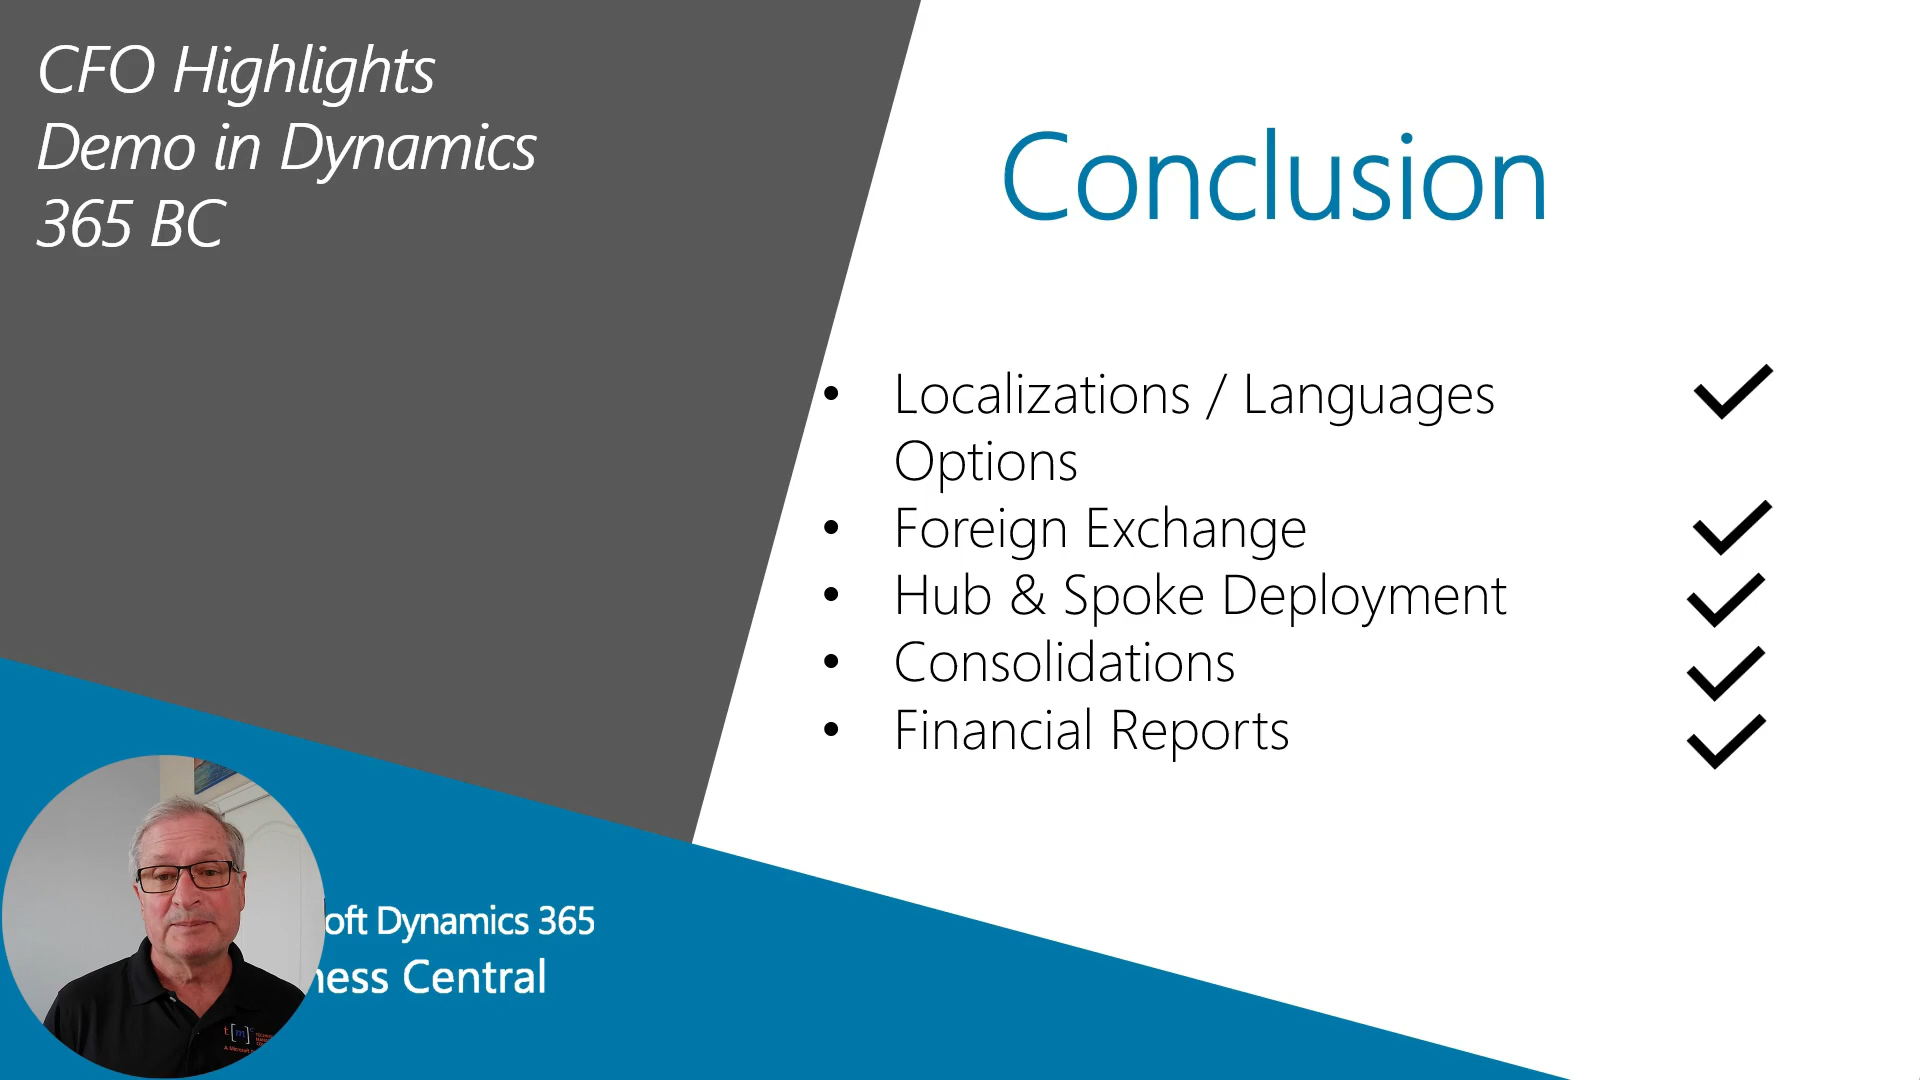 CFO Highlights
Demo in Dynamics
365 BC
Conclusion
• Localizations / Languages
Options
• Foreign Exchange
• Hub & Spoke Deployment
• Consolidations
• Financial Reports
oft Dynamics 365
ness Central
t[m]c